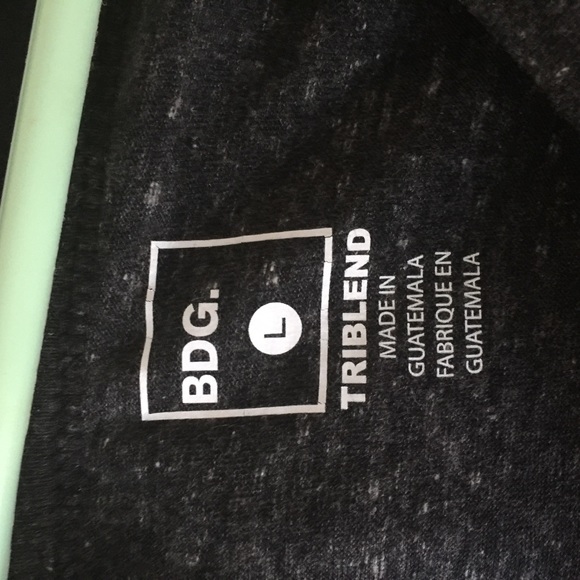 BDG.
L
TRIBLEND
MADE IN
GUATEMALA
FABRIQUE EN
GUATEMALA